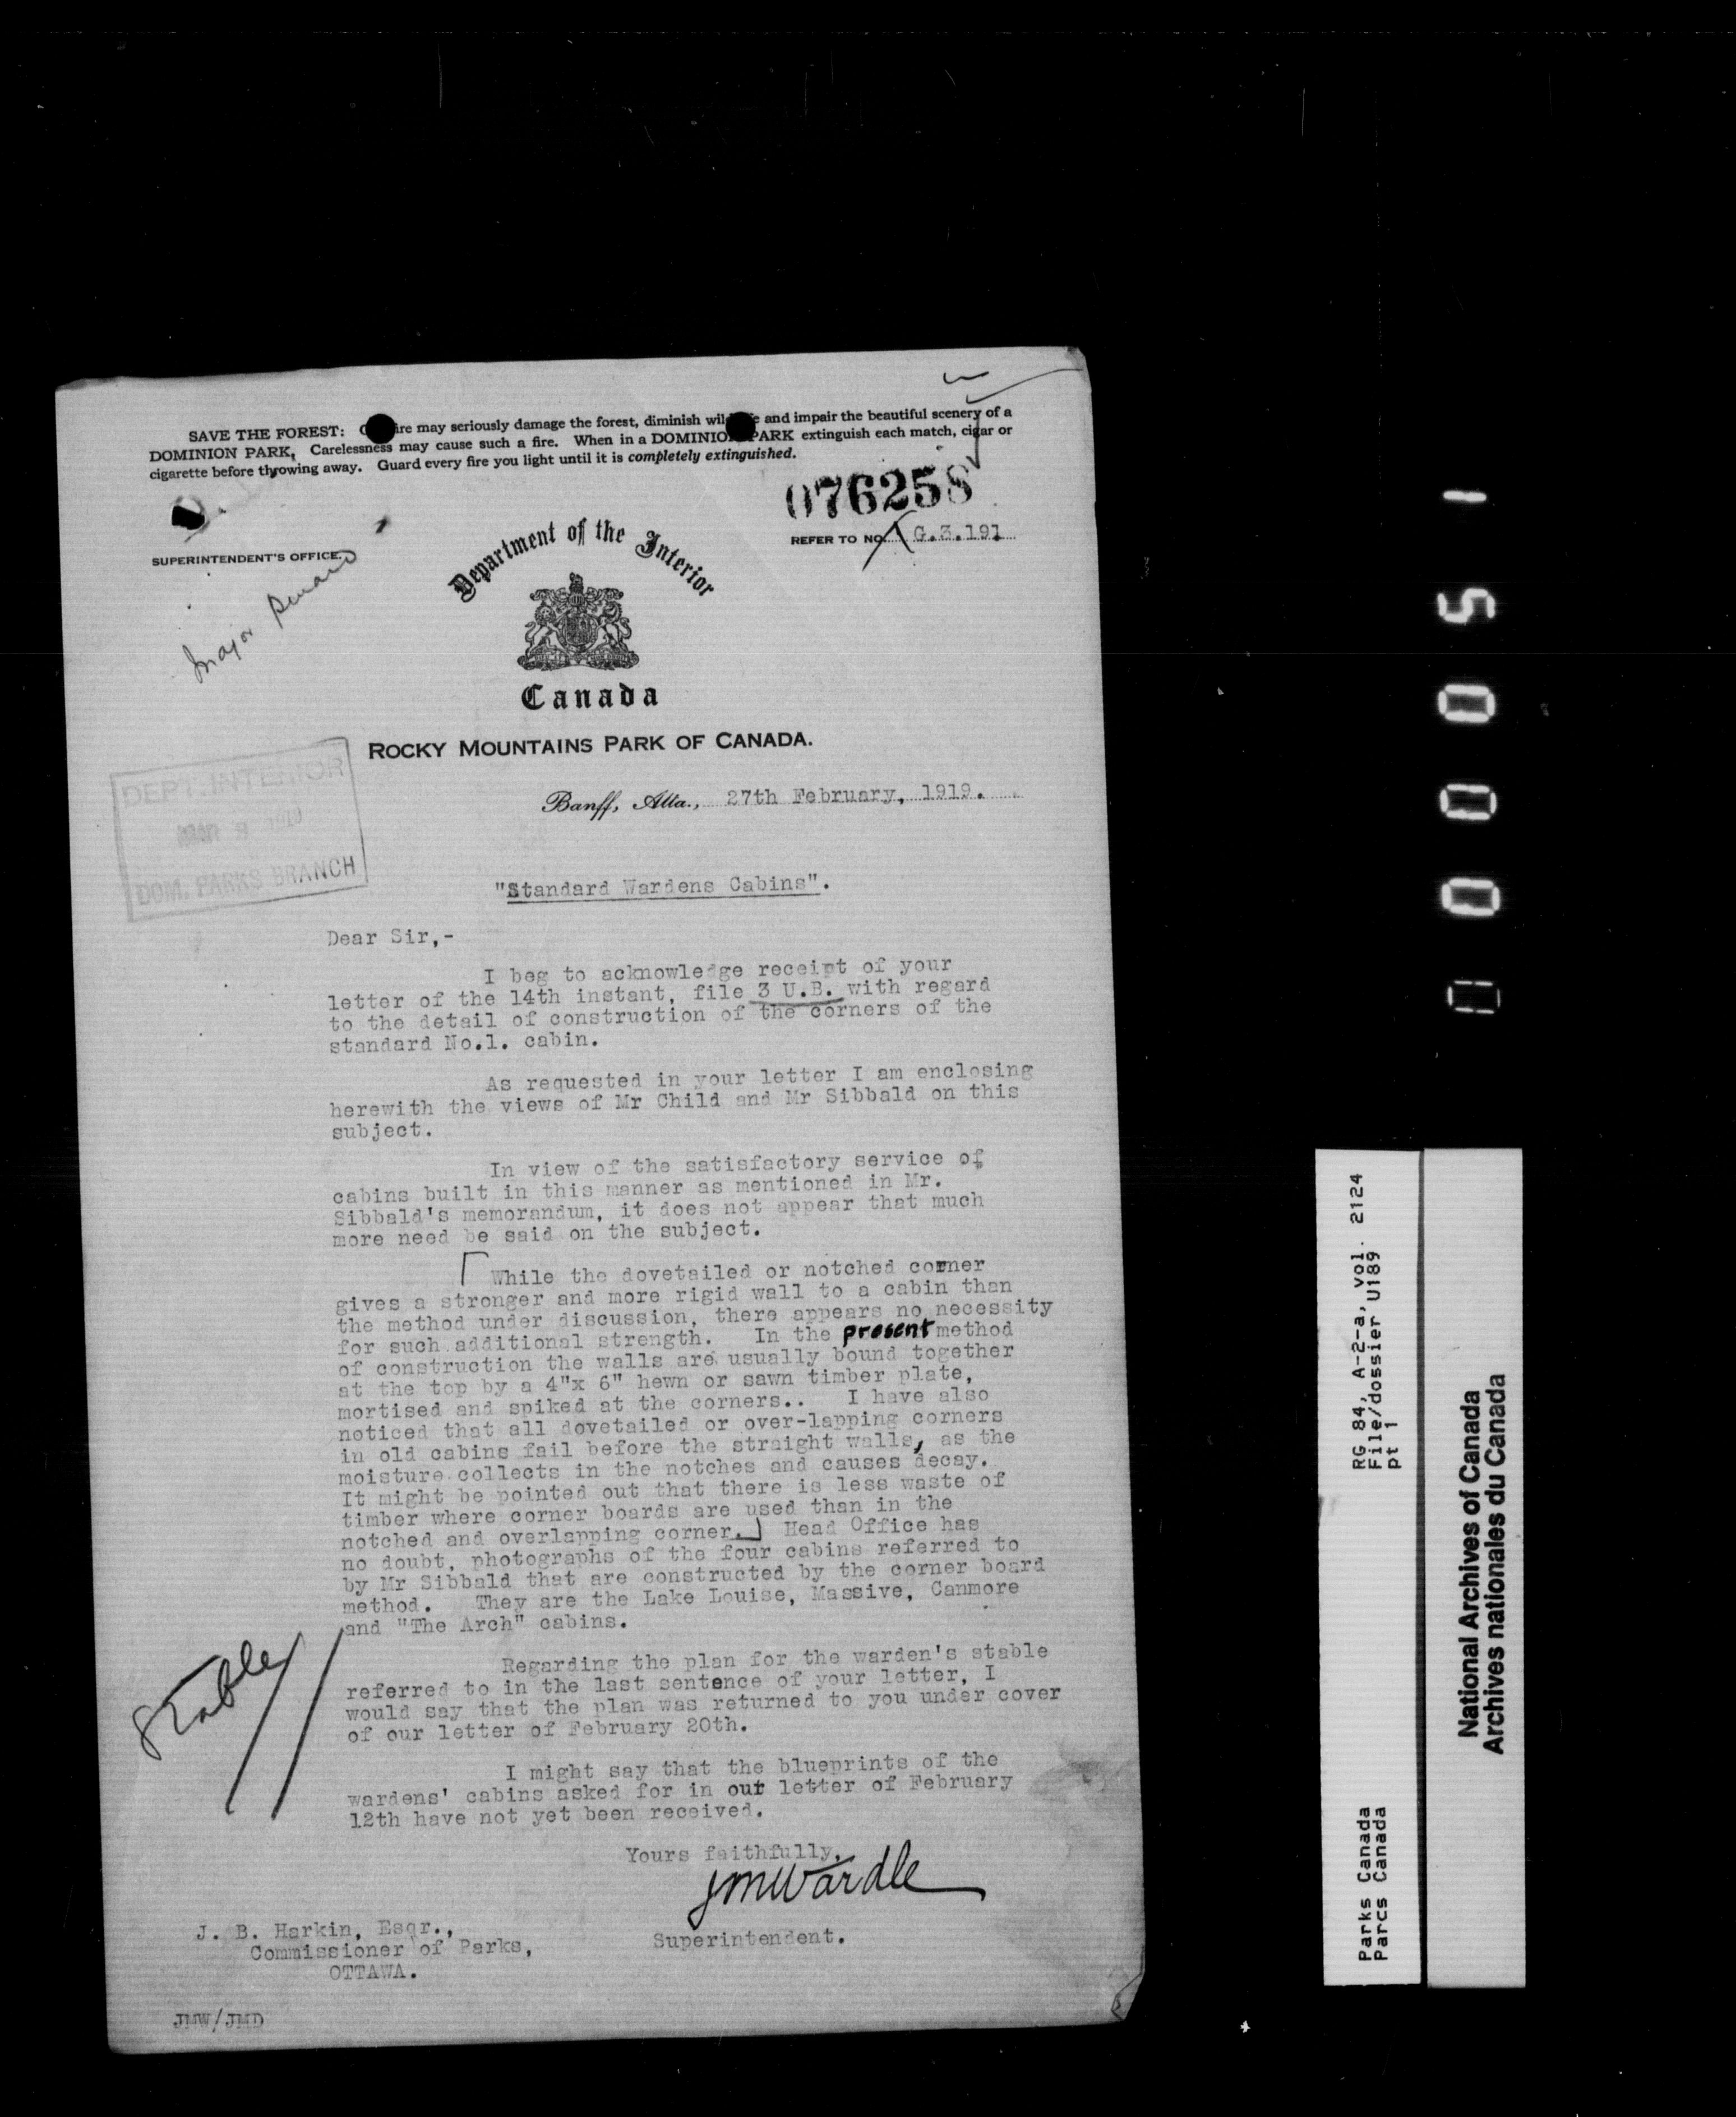 SAVE THE FOREST: may seriously damage the forest, diminish and impair the beautiful scenery of a
DOMINION PARK. Carelessness may cause such a fire. When in a DOMINION PARK extinguish each match, cigar or
cigarette before throwing away. Guard every fire you light until it is completely extinguished.
076258
SUPERINTENDENT'S OFFICE.
REFER TO NO. G.3.191
Major
Department of the Interior
Canada
ROCKY MOUNTAINS PARK OF CANADA.
DEPT. INTERIOR
MAR 1919
DOM. PARKS BRANCH
Banff, Alta., 27th February, 1919.
"Standard Wardens Cabins".
Dear Sir,-
I beg to acknowledge receipt of your
letter of the 14th instant, file 3 U.B. with regard
to the detail of construction of the corners of the
standard No.1. cabin.
As requested in your letter I am enclosing
herewith the views of Mr Child and Mr Sibbald on this
subject.
In view of the satisfactory service of
cabins built in this manner as mentioned in Mr.
Sibbald's memorandum, it does not appear that much
more need be said on the subject.
While the dovetailed or notched corner
gives a stronger and more rigid wall to a cabin than
the method under discussion, there appears no necessity
for such additional strength. In the present method
of construction the walls are usually bound together
at the top by a 4"x 6" hewn or sawn timber plate,
mortised and spiked at the corners.. I have also
noticed that all dovetailed or over-lapping corners
in old cabins fail before the straight walls, as the
moisture collects in the notches and causes decay.
It might be pointed out that there is less waste of
timber where corner boards are used than in the
notched and overlapping corner. Head Office has
no doubt, photographs of the four cabins referred to
by Mr Sibbald that are constructed by the corner board
method. They are the Lake Louise, Massive, Canmore
and "The Arch" cabins.
Stable
Regarding the plan for the warden's stable
referred to in the last sentence of your letter, I
would say that the plan was returned to you under cover
of our letter of February 20th.
I might say that the blueprints of the
wardens' cabins asked for in our letter of February
12th have not yet been received.
Yours faithfully,
JMWardle
Superintendent.
J. B. Harkin, Esqr.,
Commissioner of Parks,
OTTAWA.
JMW/JMD
000051
RG 84, A-2-a, vol. 2124
File/dossier U189
pt 1
Parks Canada
Parcs Canada
National Archives of Canada
Archives nationales du Canada